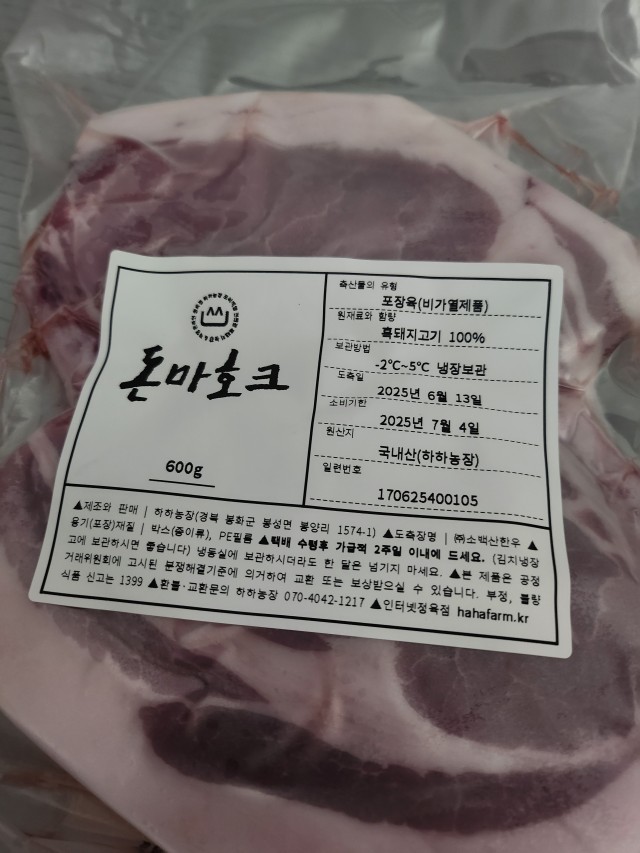 돈마호크
600g
축산물의 유형
포장육(비가열제품)
원재료와 함량
흑돼지고기 100%
보관방법
-2℃~5℃ 냉장보관
도축일
2025년 6월 13일
소비기한
2025년 7월 4일
원산지
국내산(하하농장)
일련번호
170625400105
▲제조와 판매 | 하하농장(경북 봉화군 봉성면 봉양리 1574-1) ▲도축장명 | ㈜소백산한우 ▲
용기(포장)재질 | 박스(종이류), PE필름 ▲택배 수령후 가급적 2주일 이내에 드세요. (김치냉장
고에 보관하시면 좋습니다) 냉동실에 보관하시더라도 한 달은 넘기지 마세요. ▲본 제품은 공정
거래위원회에 고시된 분쟁해결기준에 의거하여 교환 또는 보상받으실 수 있습니다. 부정, 불량
식품 신고는 1399 ▲환불·교환문의 하하농장 070-4042-1217 ▲인터넷정육점 hahafarm.kr